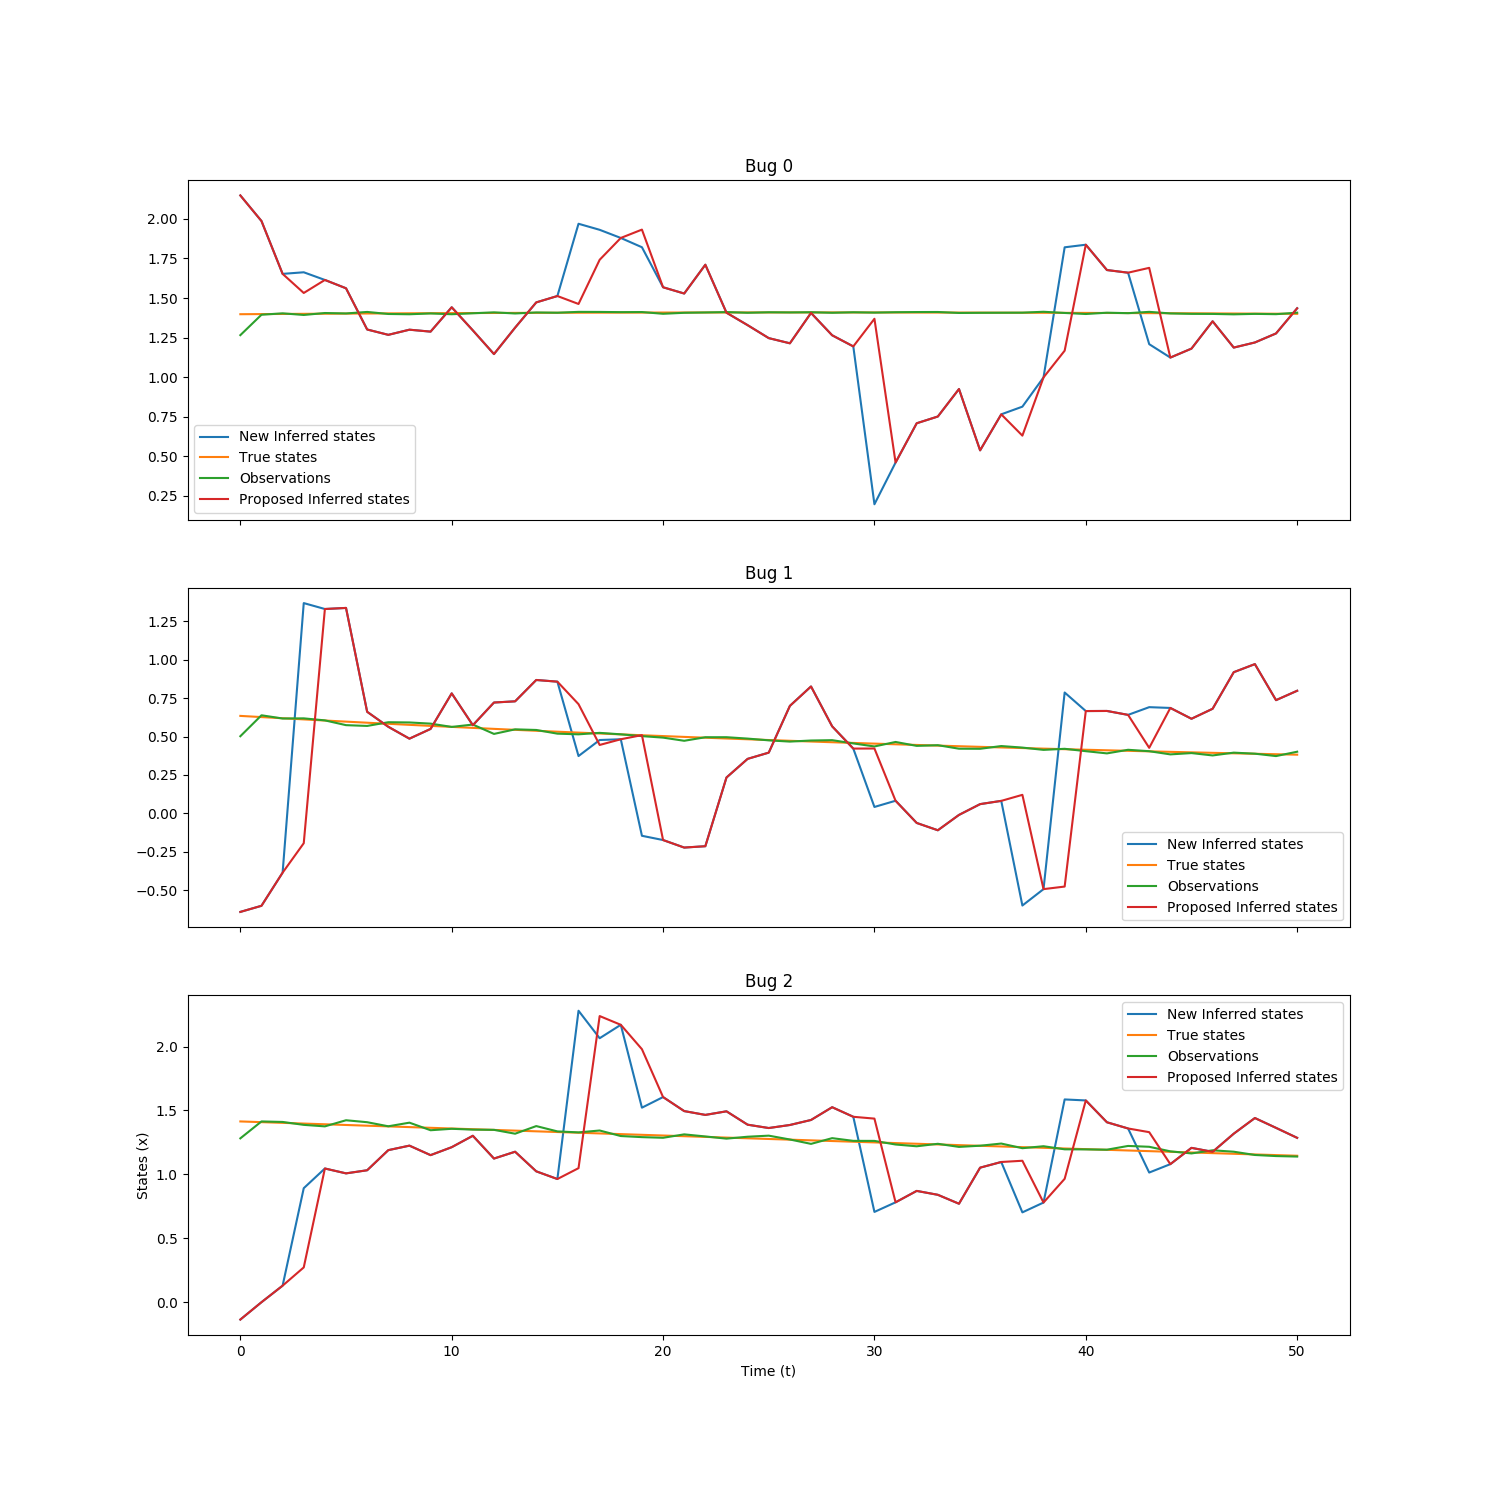 Bug 0
2.00
1.75
1.50
1.25
1.00
0.75
0.50
0.25
New Inferred states
True states
Observations
Proposed Inferred states
Bug 1
1.25
1.00
0.75
0.50
0.25
0.00
−0.25
−0.50
New Inferred states
True states
Observations
Proposed Inferred states
Bug 2
States (x)
2.0
1.5
1.0
0.5
0.0
New Inferred states
True states
Observations
Proposed Inferred states
0 10 20 30 40 50
Time (t)